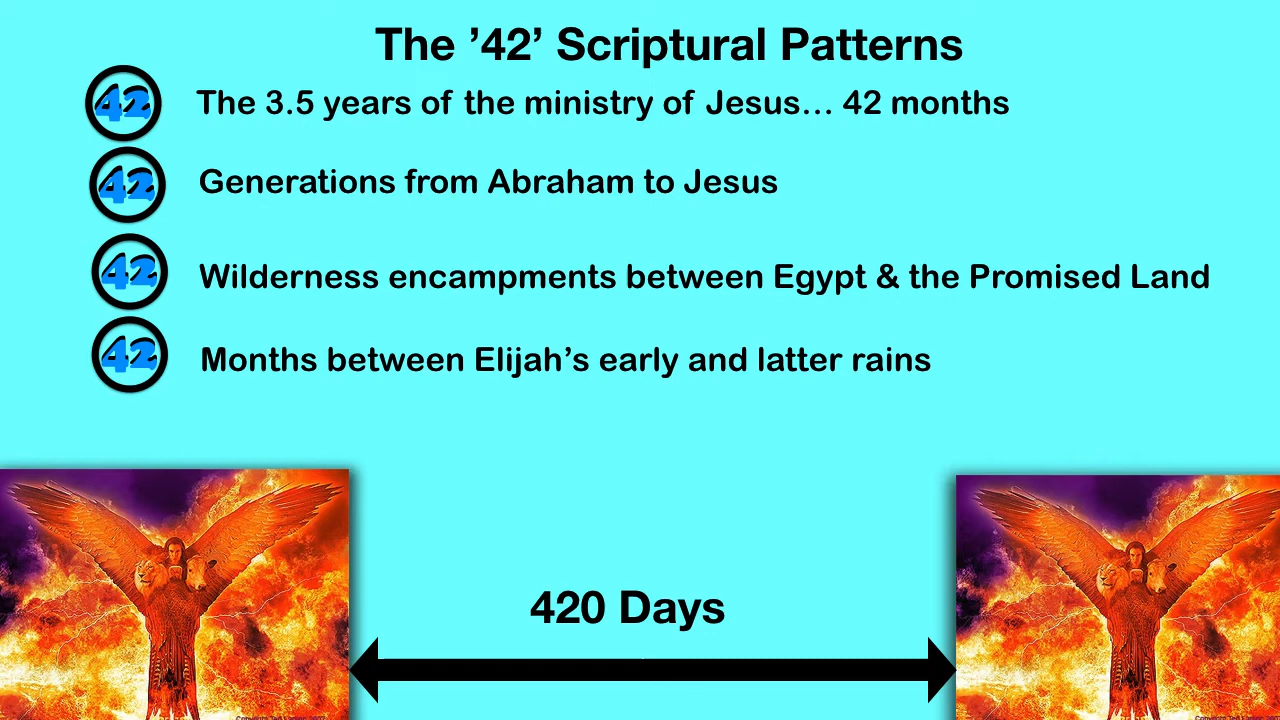 The ’42’ Scriptural Patterns
42 The 3.5 years of the ministry of Jesus... 42 months
42 Generations from Abraham to Jesus
42 Wilderness encampments between Egypt & the Promised Land
42 Months between Elijah’s early and latter rains
420 Days